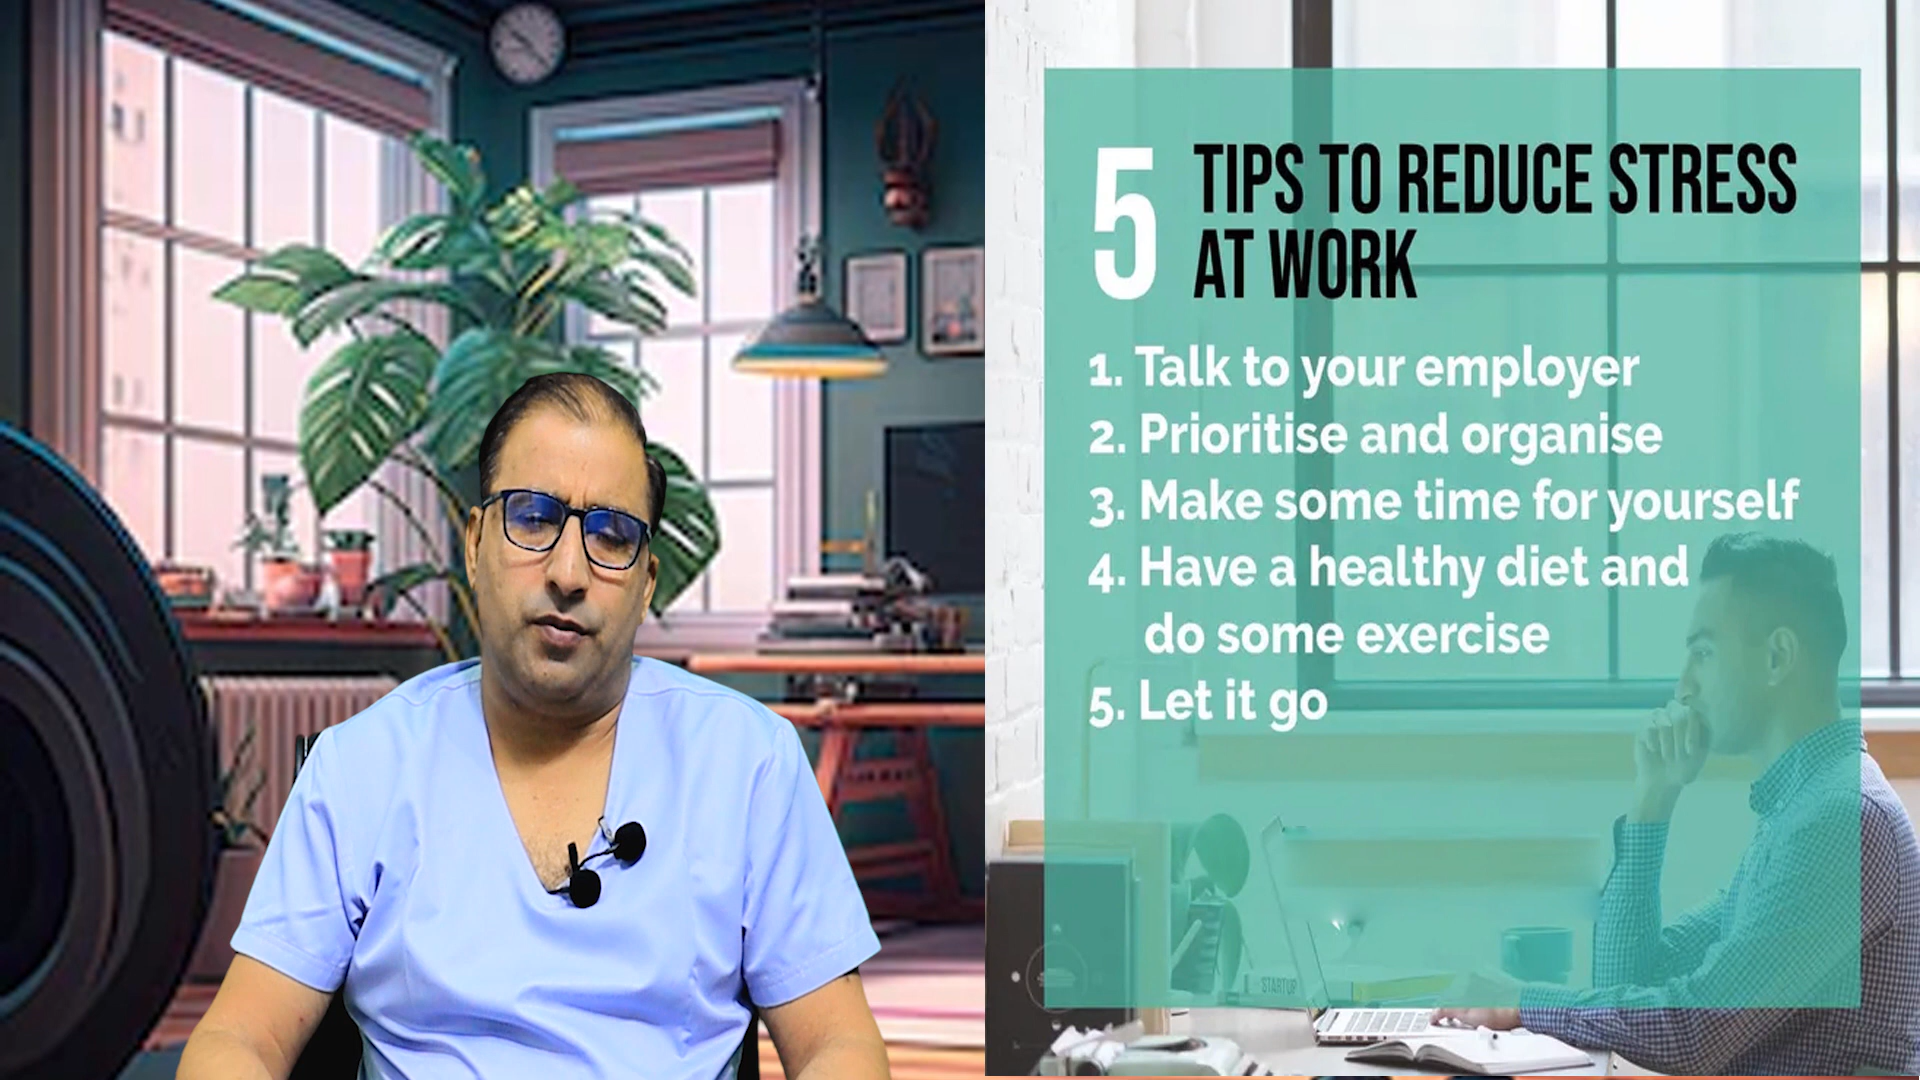 5 TIPS TO REDUCE STRESS
AT WORK
1. Talk to your employer
2. Prioritise and organise
3. Make some time for yourself
4. Have a healthy diet and
do some exercise
5. Let it go
STARTUP